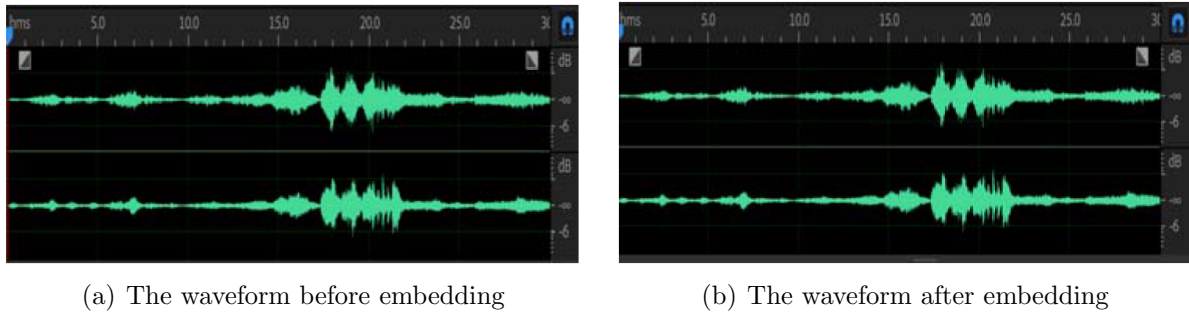 hms 5.0 10.0 15.0 20.0 25.0 30
dB
-∞
-6
dB
-∞
-6
hms 5.0 10.0 15.0 20.0 25.0 30
dB
-∞
-6
dB
-∞
-6
(a) The waveform before embedding
(b) The waveform after embedding